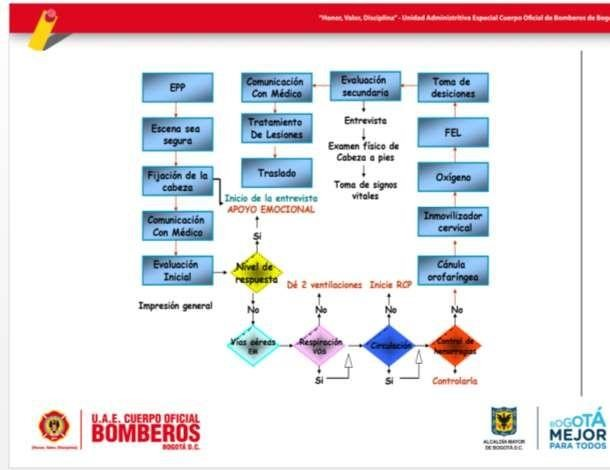 "Honor, Valor, Disciplina" - Unidad Administritiva Especial Cuerpo Oficial de Bomberos de Bog
EPP
Escena sea
segura
Fijación de la
cabeza
Comunicación
Con Médico
Evaluación
Inicial
Impresión general
Comunicación
Con Médico
Tratamiento
De Lesiones
Traslado
Inicio de la entrevista
APOYO EMOCIONAL
Si
Nivel de
respuesta
No
Evaluación
secundaria
Entrevista
Examen físico de
Cabeza a pies
Toma de signos
vitales
Toma de
desiciones
FEL
Oxígeno
Inmovilizador
cervical
Cánula
orofaríngea
Dé 2 ventilaciones
Inicie RCP
No
No
No
Vías aéreas
Respiración
VOS
Circulación
Control de
hemorragias
Si
Si
Controlarla
U.A.E. CUERPO OFICIAL
BOMBEROS
BOGOTÁ D.C.
ALCALDÍA MAYOR
DE BOGOTÁ D.C.
BOGOTÁ
MEJOR
PARA TODOS